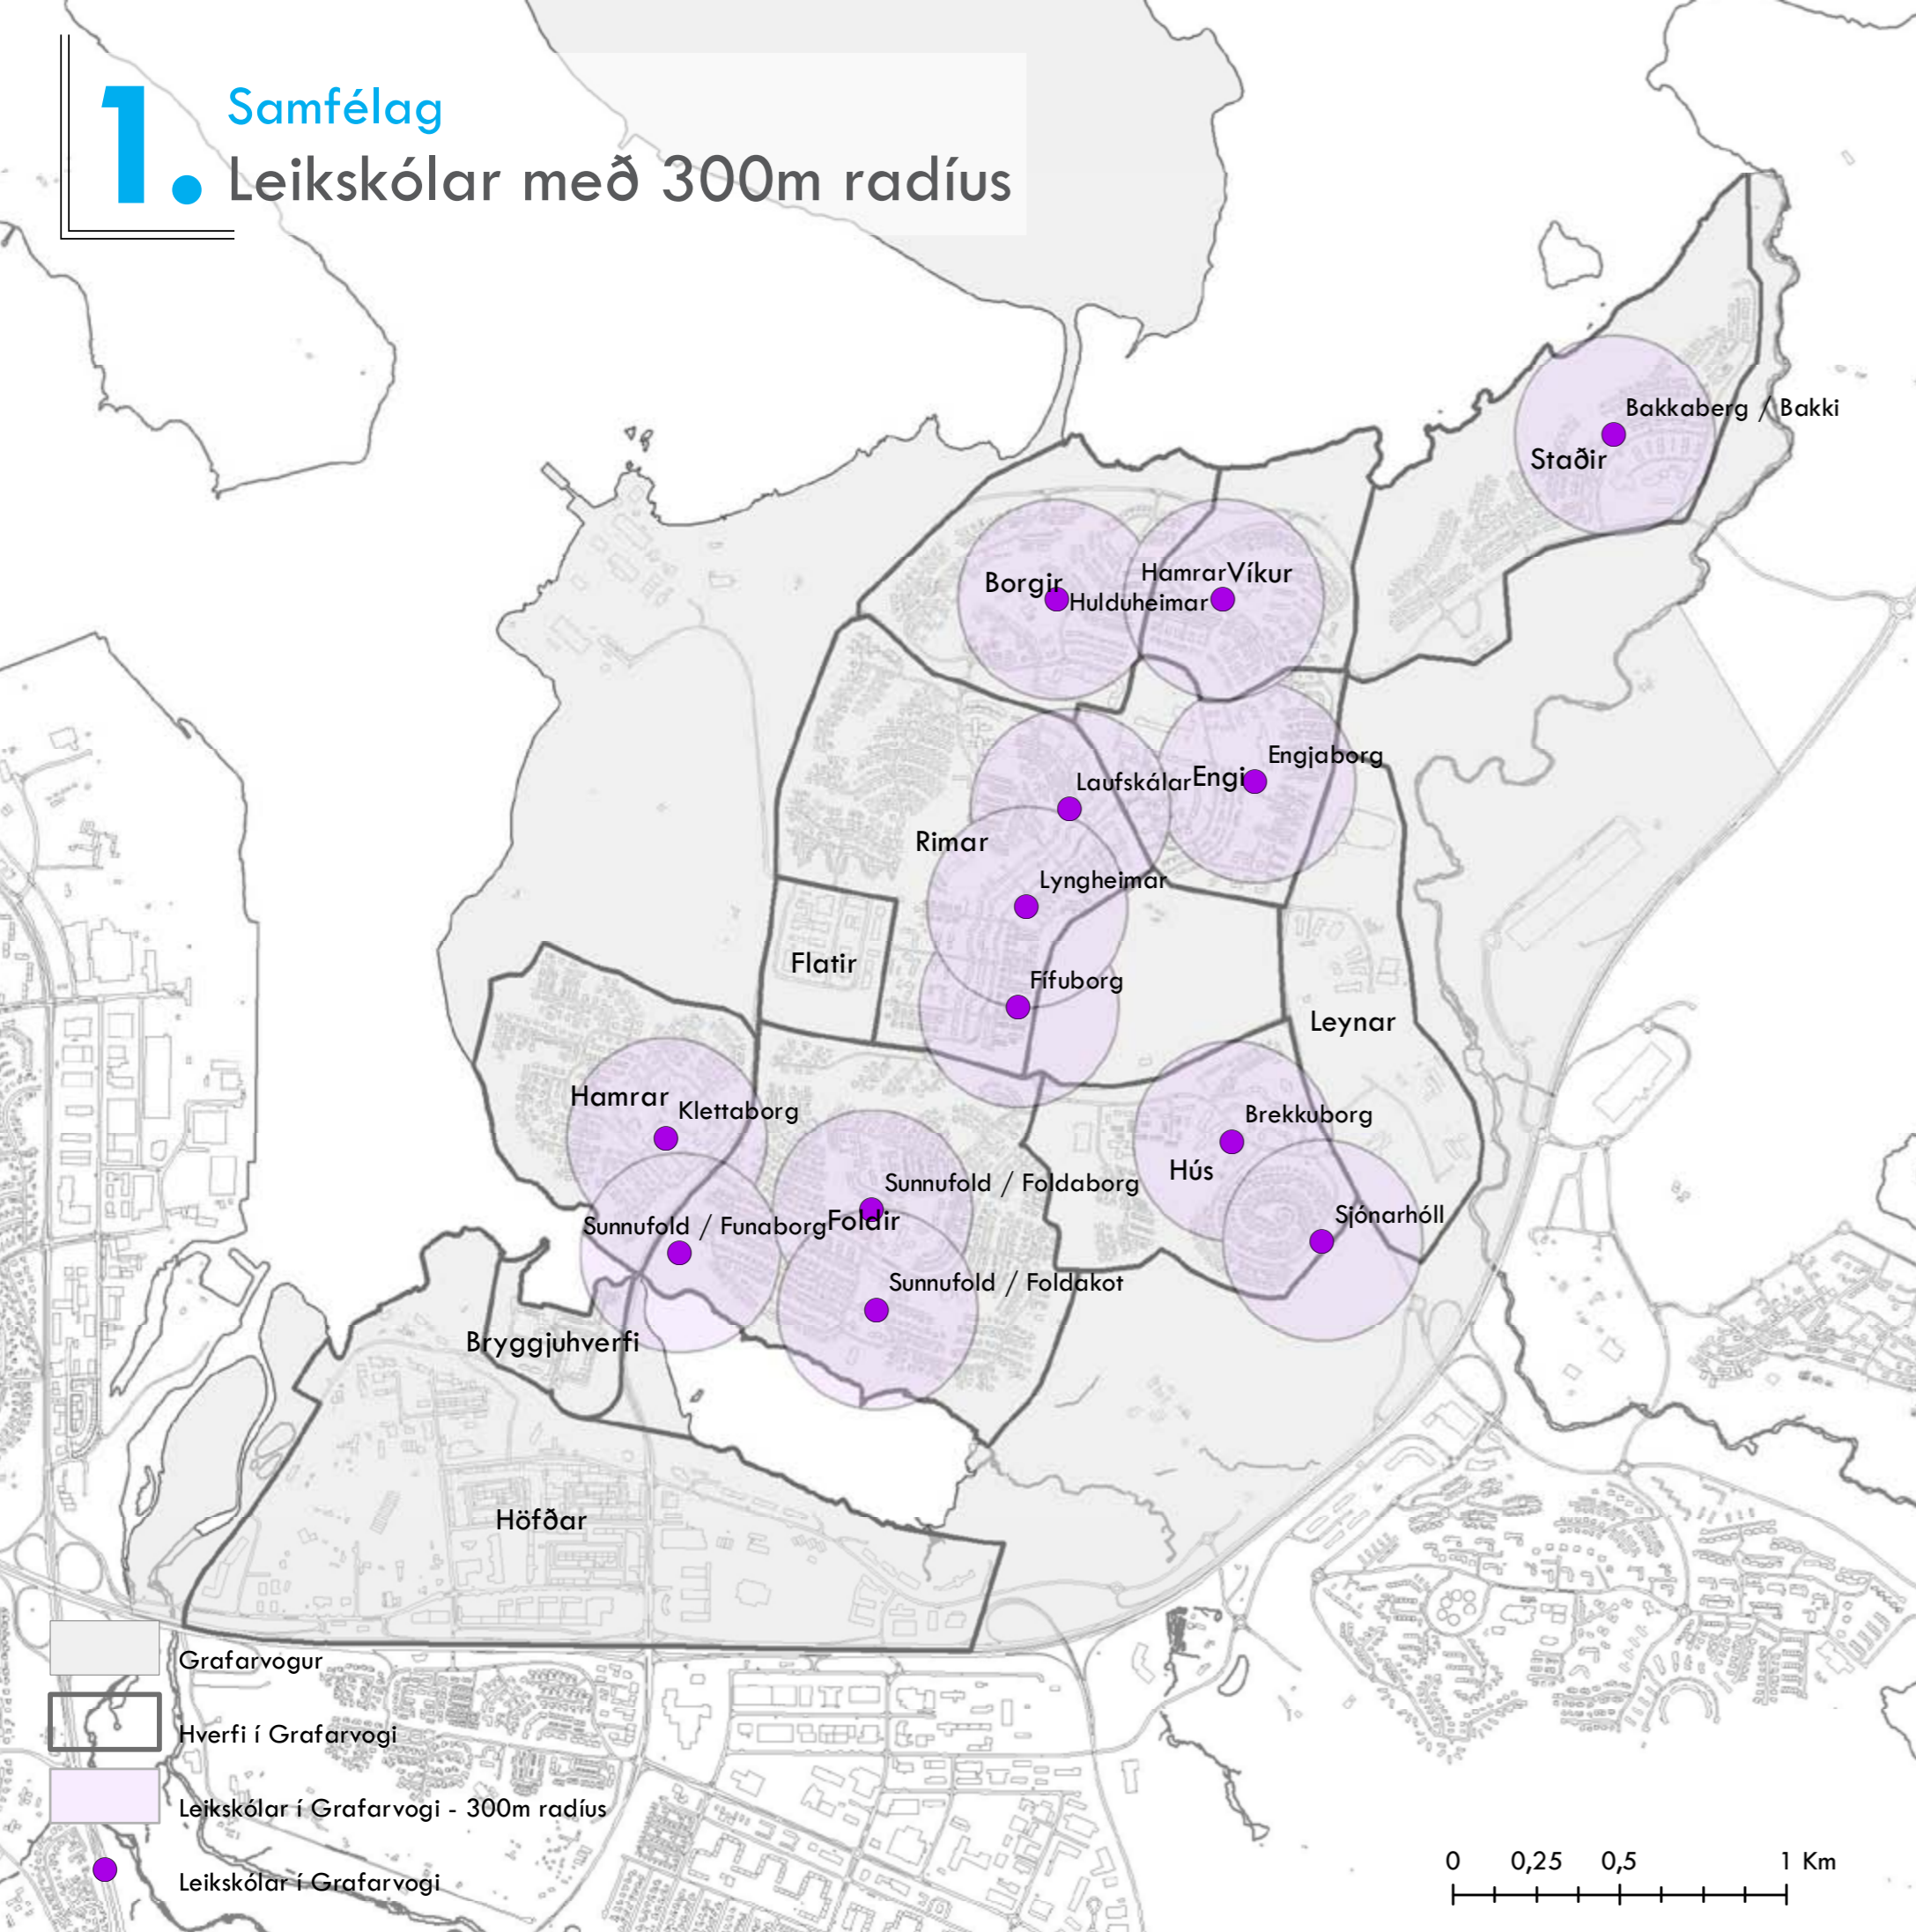 1.
Samfélag
Leikskólar með 300m radíus
Bakkaberg / Bakki
Staðir
Borgir
Hamrar
Víkur
Hulduheimar
Engjaborg
Laufskálar
Engi
Rimar
Lyngheimar
Flatir
Fífuborg
Leynar
Hamrar
Klettaborg
Brekkuborg
Hús
Sunnufold / Foldaborg
Sjónarhóll
Sunnufold / Funaborg
Foldir
Sunnufold / Foldakot
Bryggjuhverfi
Höfðar
Grafarvogur
Hverfi í Grafarvogi
Leikskólar í Grafarvogi - 300m radíus
Leikskólar í Grafarvogi
0 0,25 0,5 1 Km